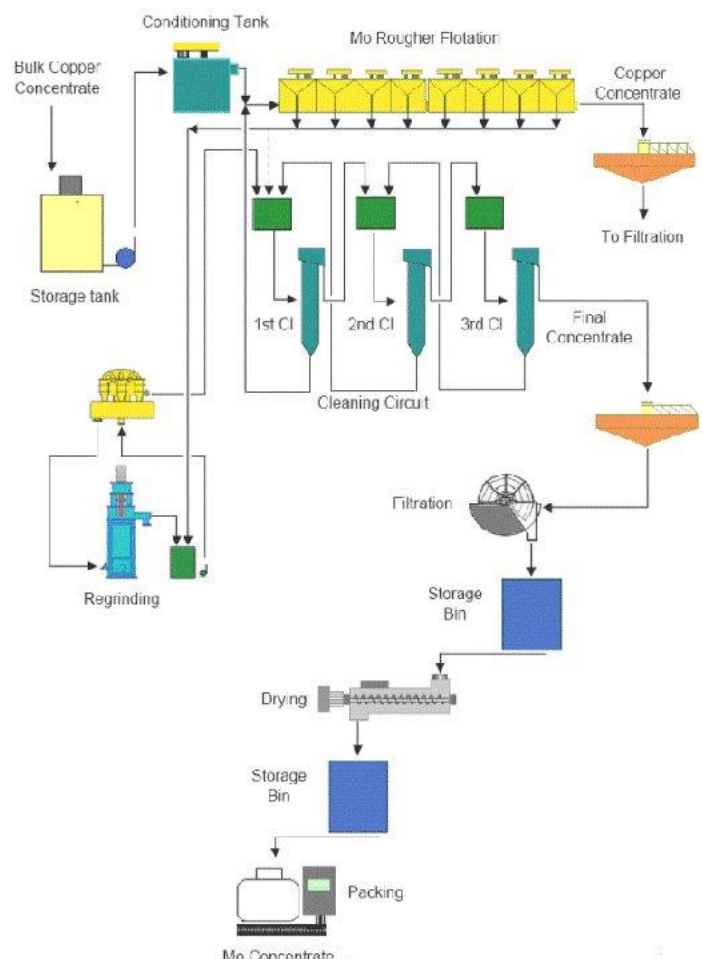 Conditioning Tank
Mo Rougher Flotation
Bulk Copper
Concentrate
Copper
Concentrate
To Filtration
Storage tank
1st Cl
2nd Cl
3rd Cl
Final
Concentrate
Cleaning Circuit
Filtration
Regrinding
Storage
Bin
Drying
Storage
Bin
Packing
Mo Concentrate